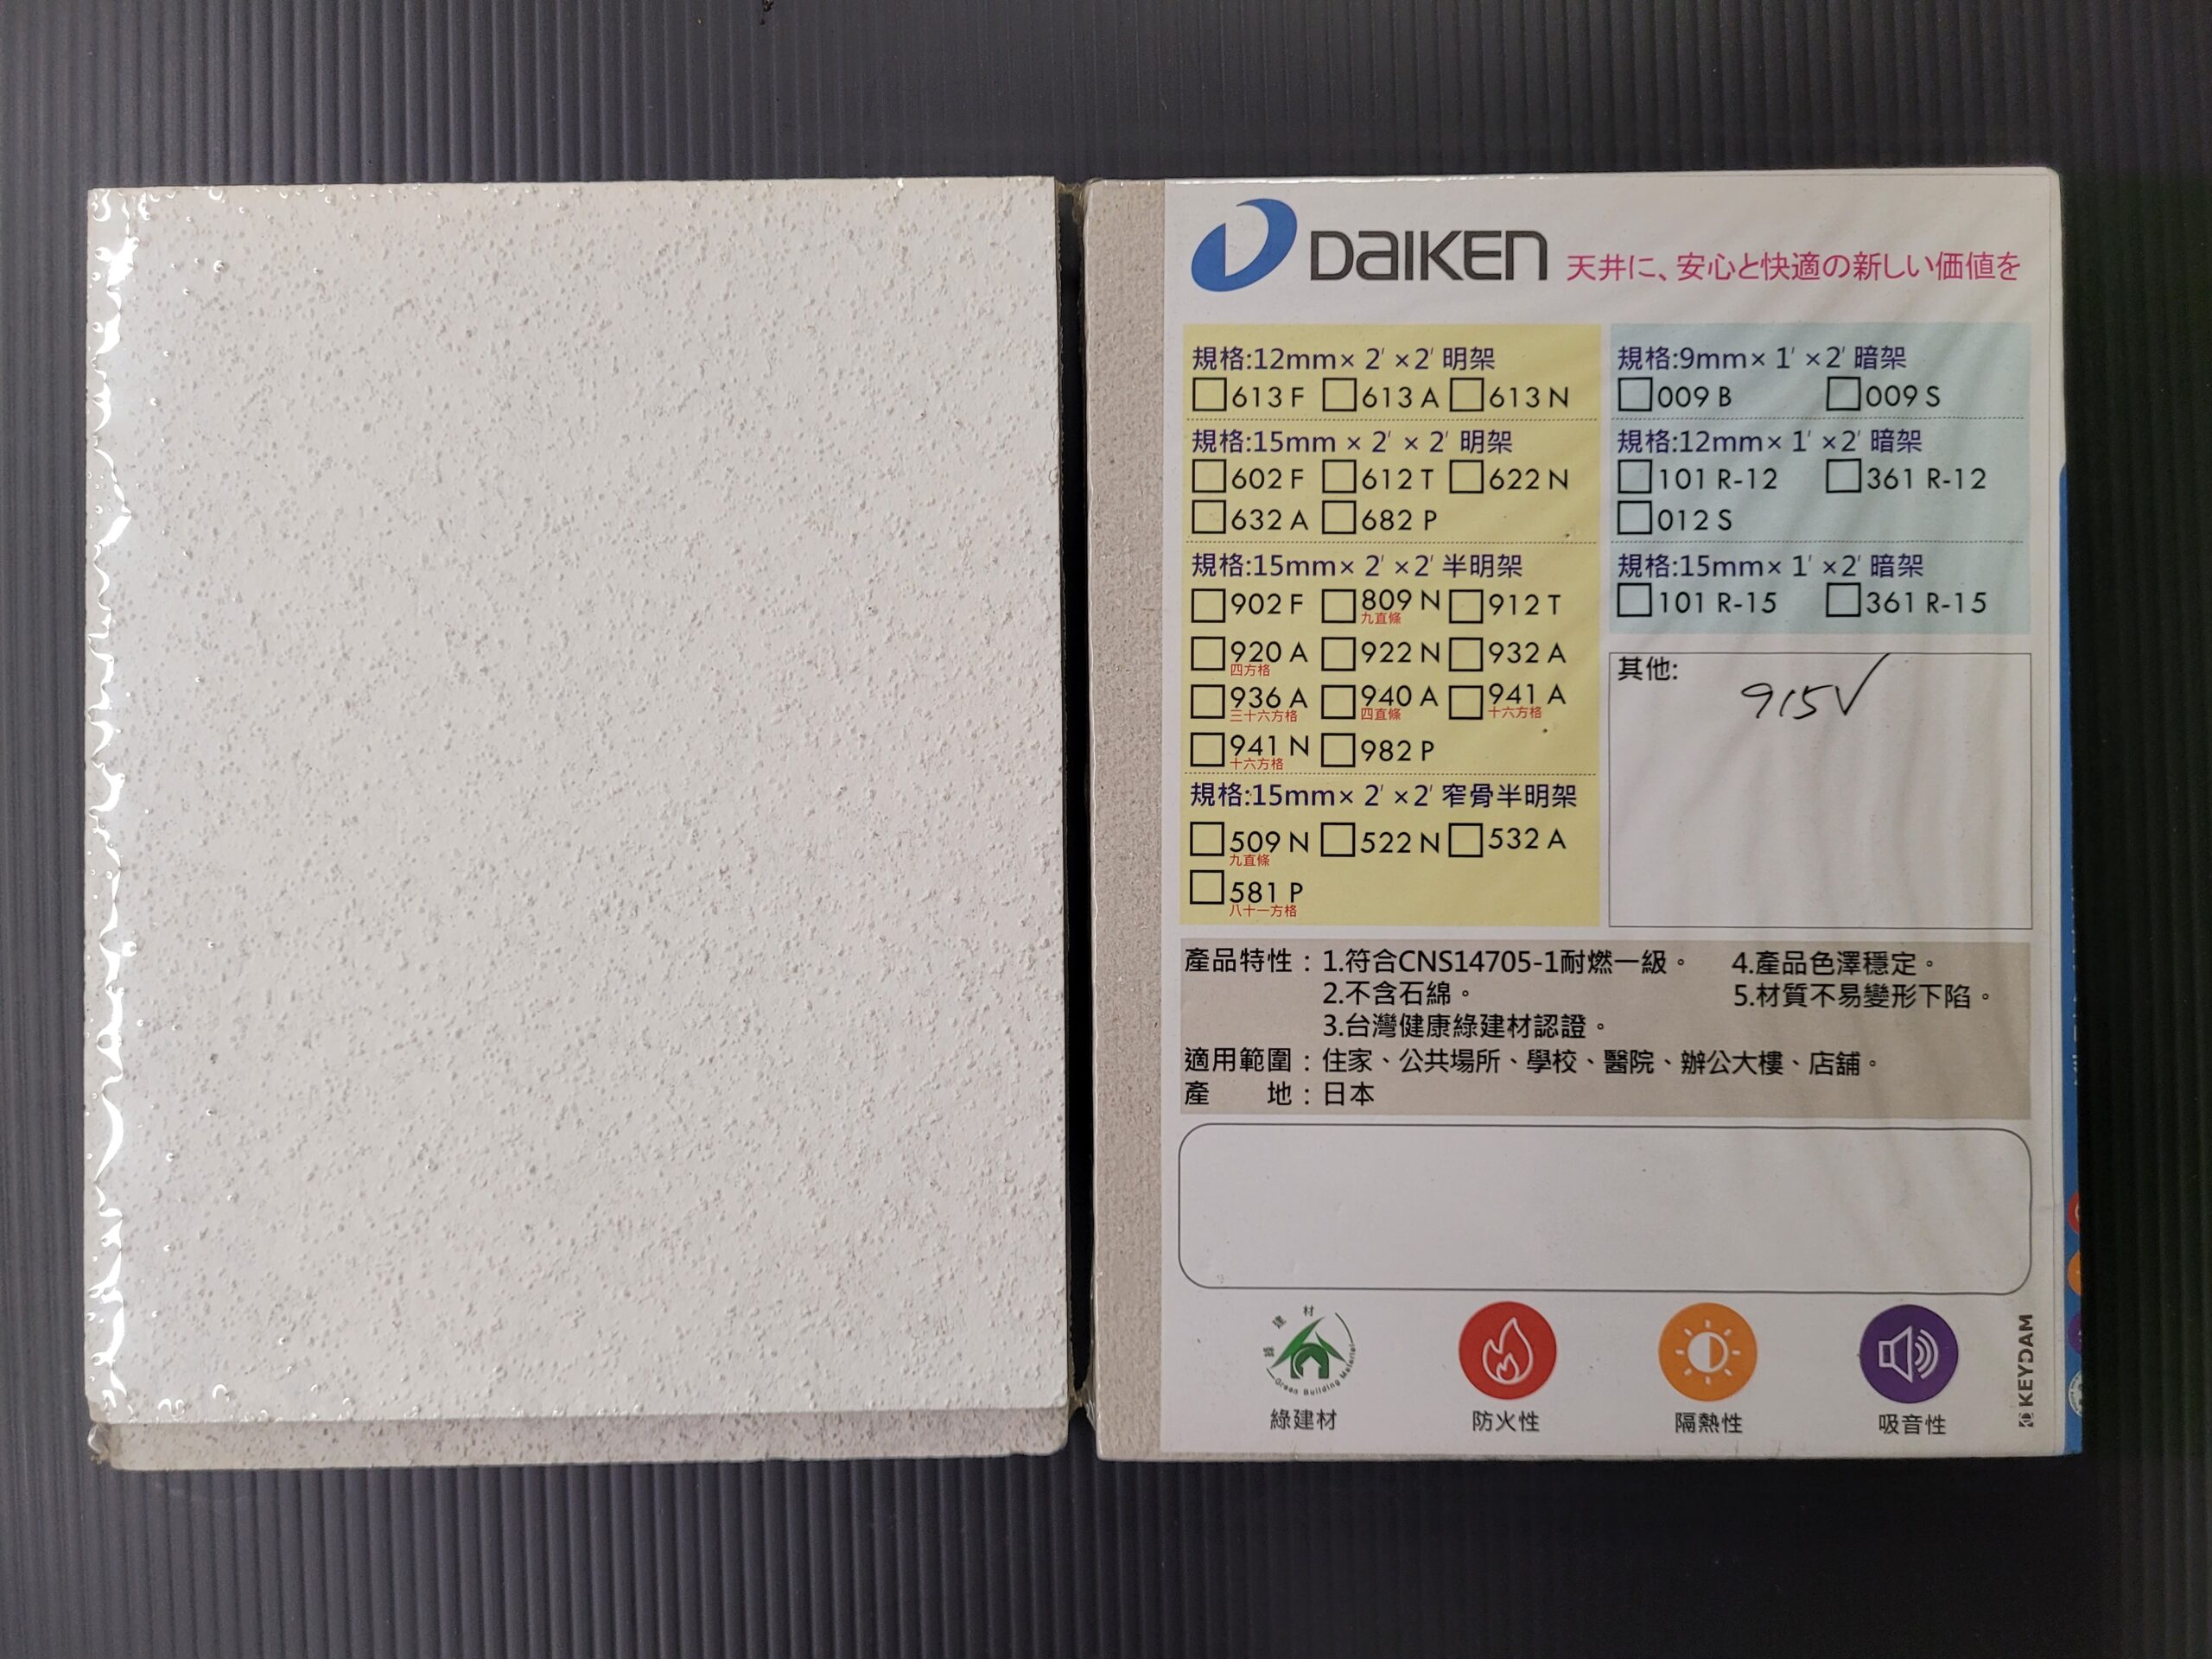 DAIKEN 天井に、安心と快適の新しい価値を
規格:12mm× 2′ ×2′ 明架
613 F 613 A 613 N
規格:15mm × 2′ × 2′ 明架
602 F 612 T 622 N
632 A 682 P
規格:15mm× 2′ ×2′ 半明架
902 F 809 N 912 T
九直條
920 A 922 N 932 A
四方格
936 A 940 A 941 A
三十六方格 四直條 十六方格
941 N 982 P
十六方格
規格:15mm× 2′ ×2′ 窄骨半明架
509 N 522 N 532 A
九直條
581 P
八十一方格
規格:9mm× 1′ ×2′ 暗架
009 B 009 S
規格:12mm× 1′ ×2′ 暗架
101 R-12 361 R-12
012 S
規格:15mm× 1′ ×2′ 暗架
101 R-15 361 R-15
其他:
915V
產品特性：1.符合CNS14705-1耐燃一級。 4.產品色澤穩定。
2.不含石綿。 5.材質不易變形下陷。
3.台灣健康綠建材認證。
適用範圍：住家、公共場所、學校、醫院、辦公大樓、店舖。
產 地：日本
綠建材
Green Building Material
綠建材 防火性 隔熱性 吸音性
KEYDAM